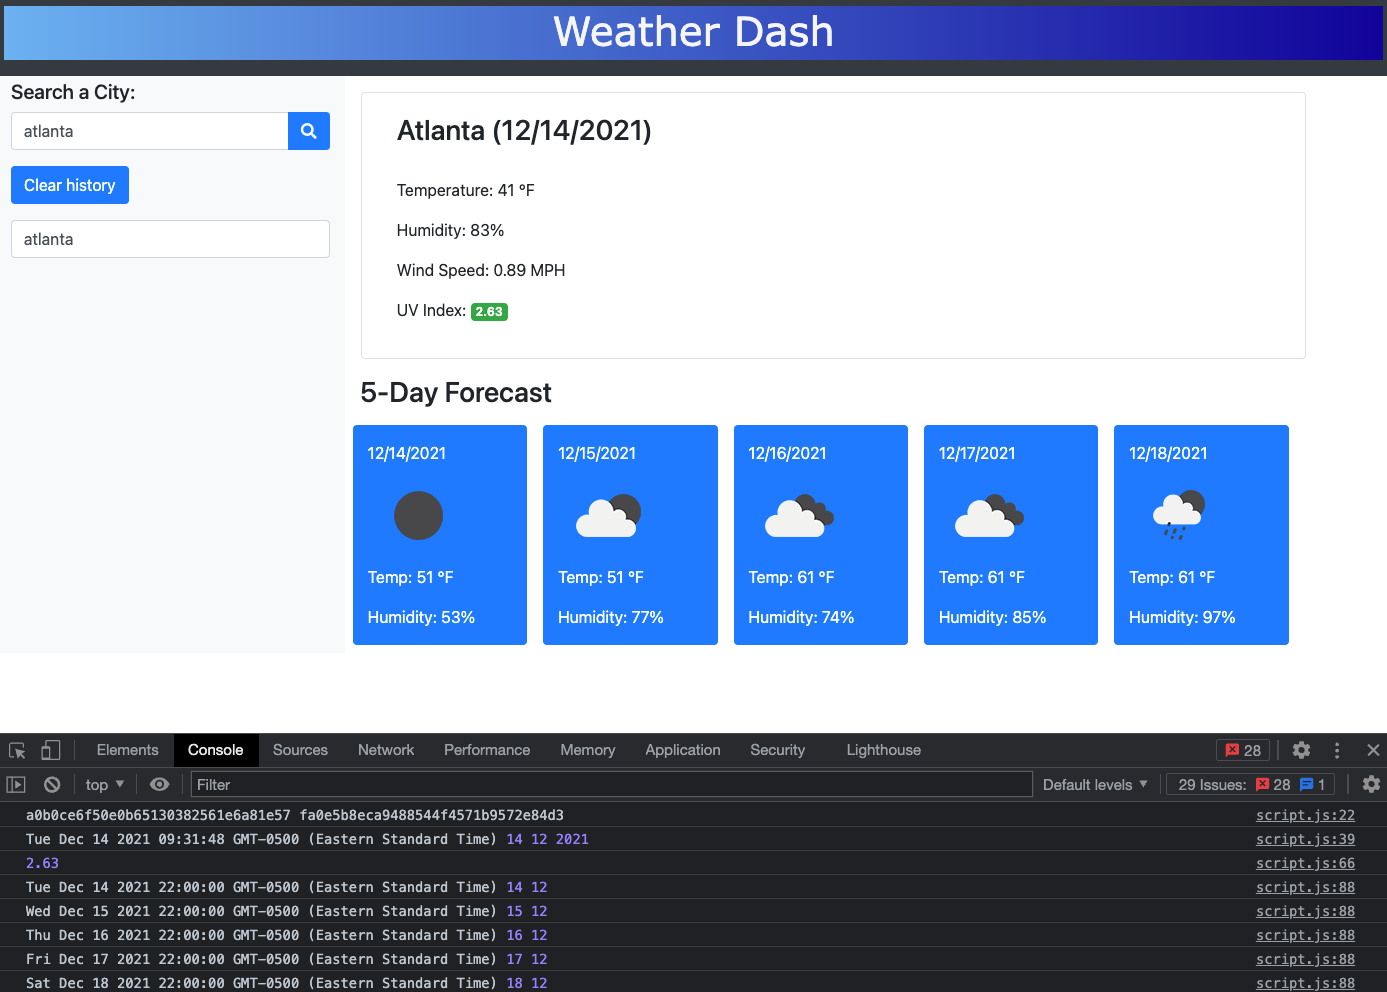 Weather Dash
Search a City:
atlanta
Clear history
atlanta
Atlanta (12/14/2021)
Temperature: 41 °F
Humidity: 83%
Wind Speed: 0.89 MPH
UV Index: 2.63
5-Day Forecast
12/14/2021
Temp: 51 °F
Humidity: 53%
12/15/2021
Temp: 51 °F
Humidity: 77%
12/16/2021
Temp: 61 °F
Humidity: 74%
12/17/2021
Temp: 61 °F
Humidity: 85%
12/18/2021
Temp: 61 °F
Humidity: 97%
Elements Console Sources Network Performance Memory Application Security Lighthouse 28
top Filter Default levels 29 Issues: 28 1
a0b0ce6f50e0b65130382561e6a81e57 fa0e5b8eca9488544f4571b9572e84d3 script.js:22
Tue Dec 14 2021 09:31:48 GMT-0500 (Eastern Standard Time) 14 12 2021 script.js:39
2.63 script.js:66
Tue Dec 14 2021 22:00:00 GMT-0500 (Eastern Standard Time) 14 12 script.js:88
Wed Dec 15 2021 22:00:00 GMT-0500 (Eastern Standard Time) 15 12 script.js:88
Thu Dec 16 2021 22:00:00 GMT-0500 (Eastern Standard Time) 16 12 script.js:88
Fri Dec 17 2021 22:00:00 GMT-0500 (Eastern Standard Time) 17 12 script.js:88
Sat Dec 18 2021 22:00:00 GMT-0500 (Eastern Standard Time) 18 12 script.js:88